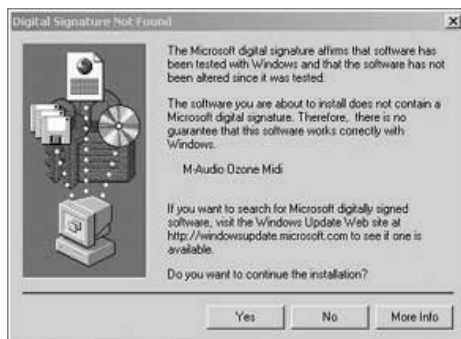 Digital Signature Not Found
The Microsoft digital signature affirms that software has
been tested with Windows and that the software has not
been altered since it was tested.
The software you are about to install does not contain a
Microsoft digital signature. Therefore, there is no
guarantee that this software works correctly with
Windows.
M-Audio Ozone Midi
If you want to search for Microsoft digitally signed
software, visit the Windows Update Web site at
http://windowsupdate.microsoft.com to see if one is
available.
Do you want to continue the installation?
Yes No More Info